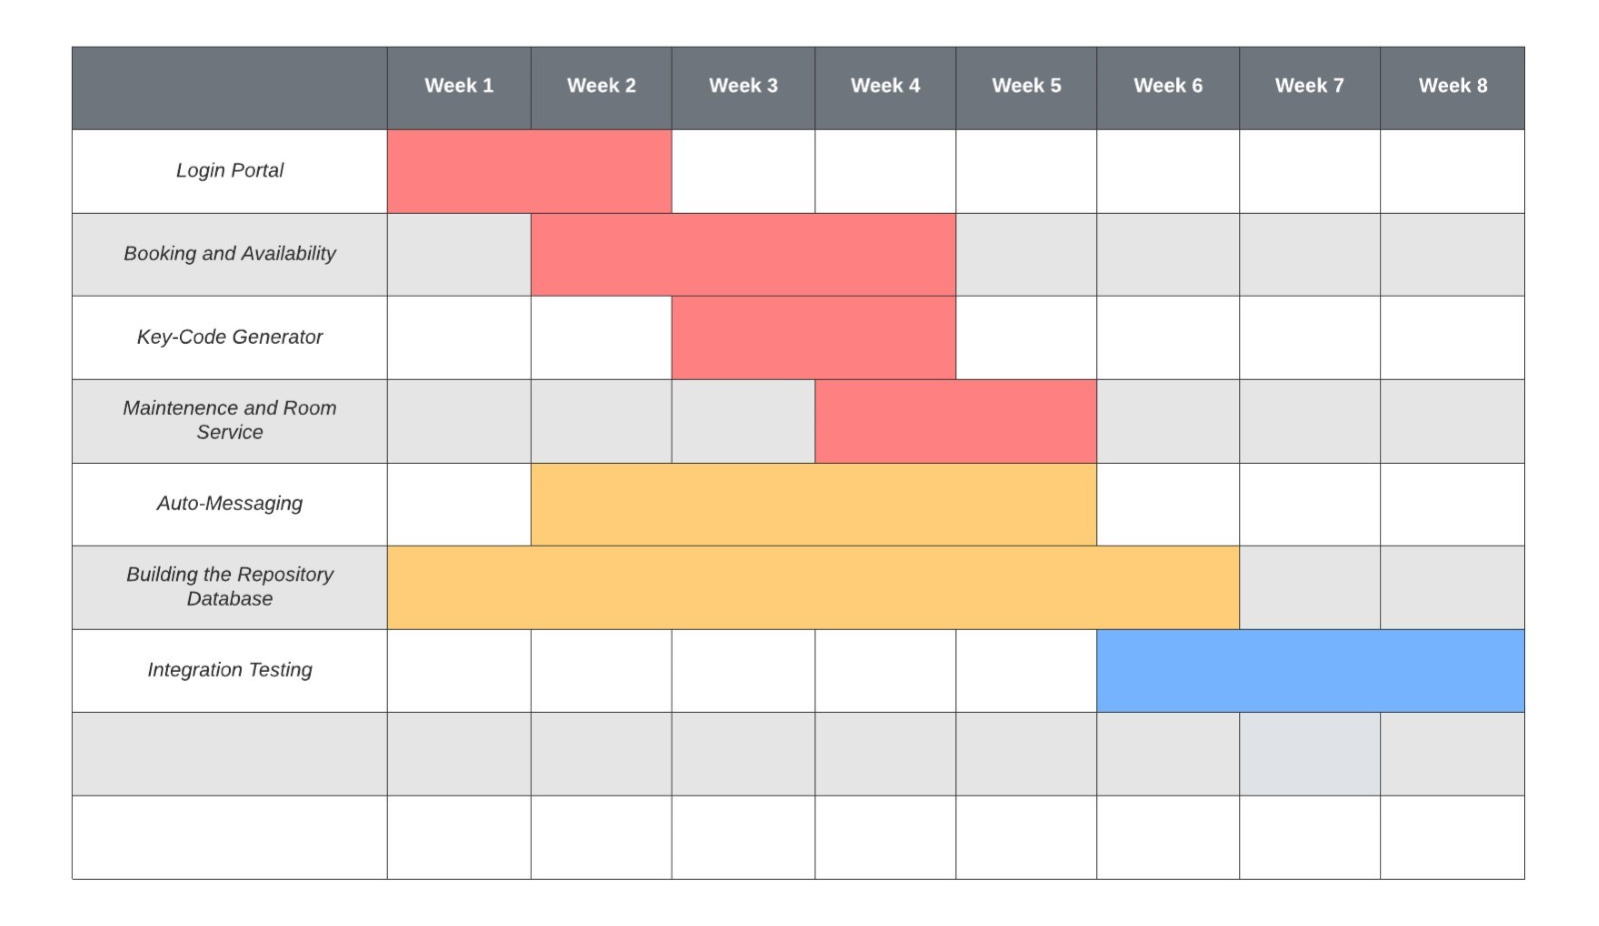 Week 1
Week 2
Week 3
Week 4
Week 5
Week 6
Week 7
Week 8
Login Portal
Booking and Availability
Key-Code Generator
Maintenence and Room
Service
Auto-Messaging
Building the Repository
Database
Integration Testing